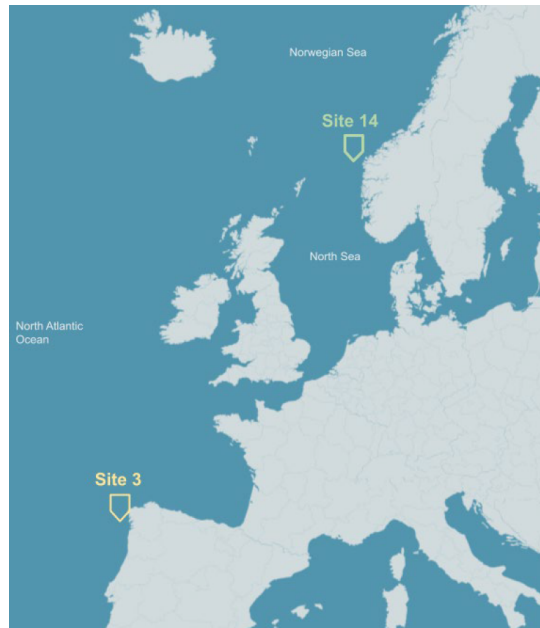 Norwegian Sea
Site 14
North Sea
North Atlantic
Ocean
Site 3